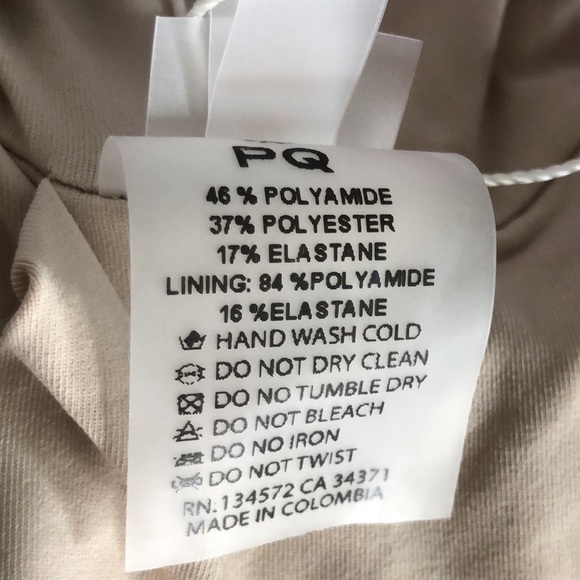 PQ
46 % POLYAMIDE
37% POLYESTER
17% ELASTANE
LINING: 84 %POLYAMIDE
16 %ELASTANE
HAND WASH COLD
DO NOT DRY CLEAN
DO NO TUMBLE DRY
DO NOT BLEACH
DO NO IRON
DO NOT TWIST
RN: 134572 CA 34371
MADE IN COLOMBIA